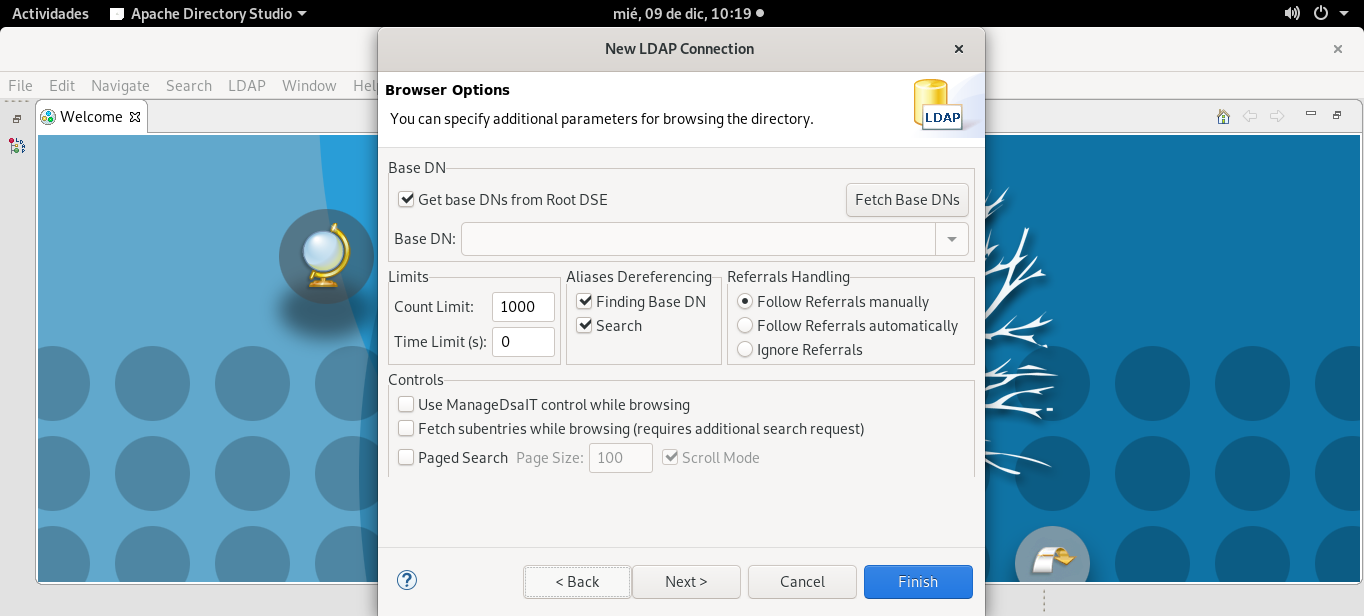 Actividades Apache Directory Studio mié, 09 de dic, 10:19
New LDAP Connection
File Edit Navigate Search LDAP Window Hel
Browser Options
LDAP
Welcome
You can specify additional parameters for browsing the directory.
Base DN
Get base DNs from Root DSE Fetch Base DNs
Base DN:
Limits Aliases Dereferencing Referrals Handling
Count Limit: 1000 Finding Base DN Follow Referrals manually
Search Follow Referrals automatically
Time Limit (s): 0
Ignore Referrals
Controls
Use ManageDsaIT control while browsing
Fetch subentries while browsing (requires additional search request)
Paged Search Page Size: 100 Scroll Mode
? < Back Next > Cancel Finish